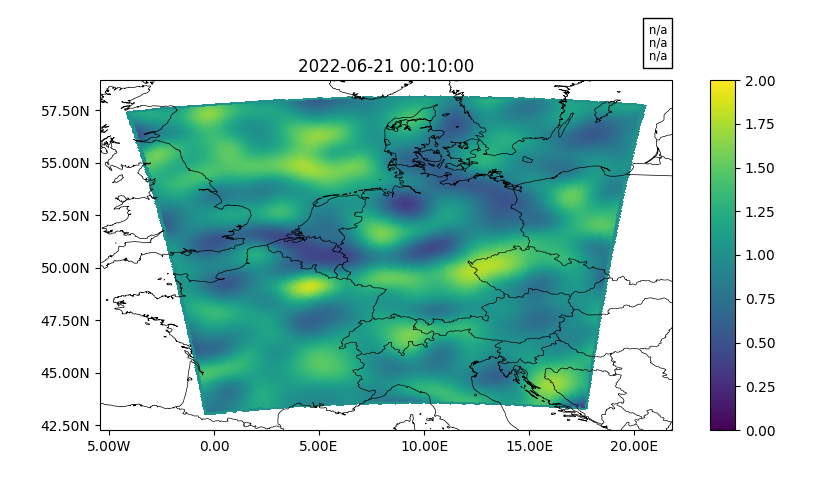 n/a
n/a
n/a
2022-06-21 00:10:00
57.50N
55.00N
52.50N
50.00N
47.50N
45.00N
42.50N
5.00W
0.00
5.00E
10.00E
15.00E
20.00E
2.00
1.75
1.50
1.25
1.00
0.75
0.50
0.25
0.00